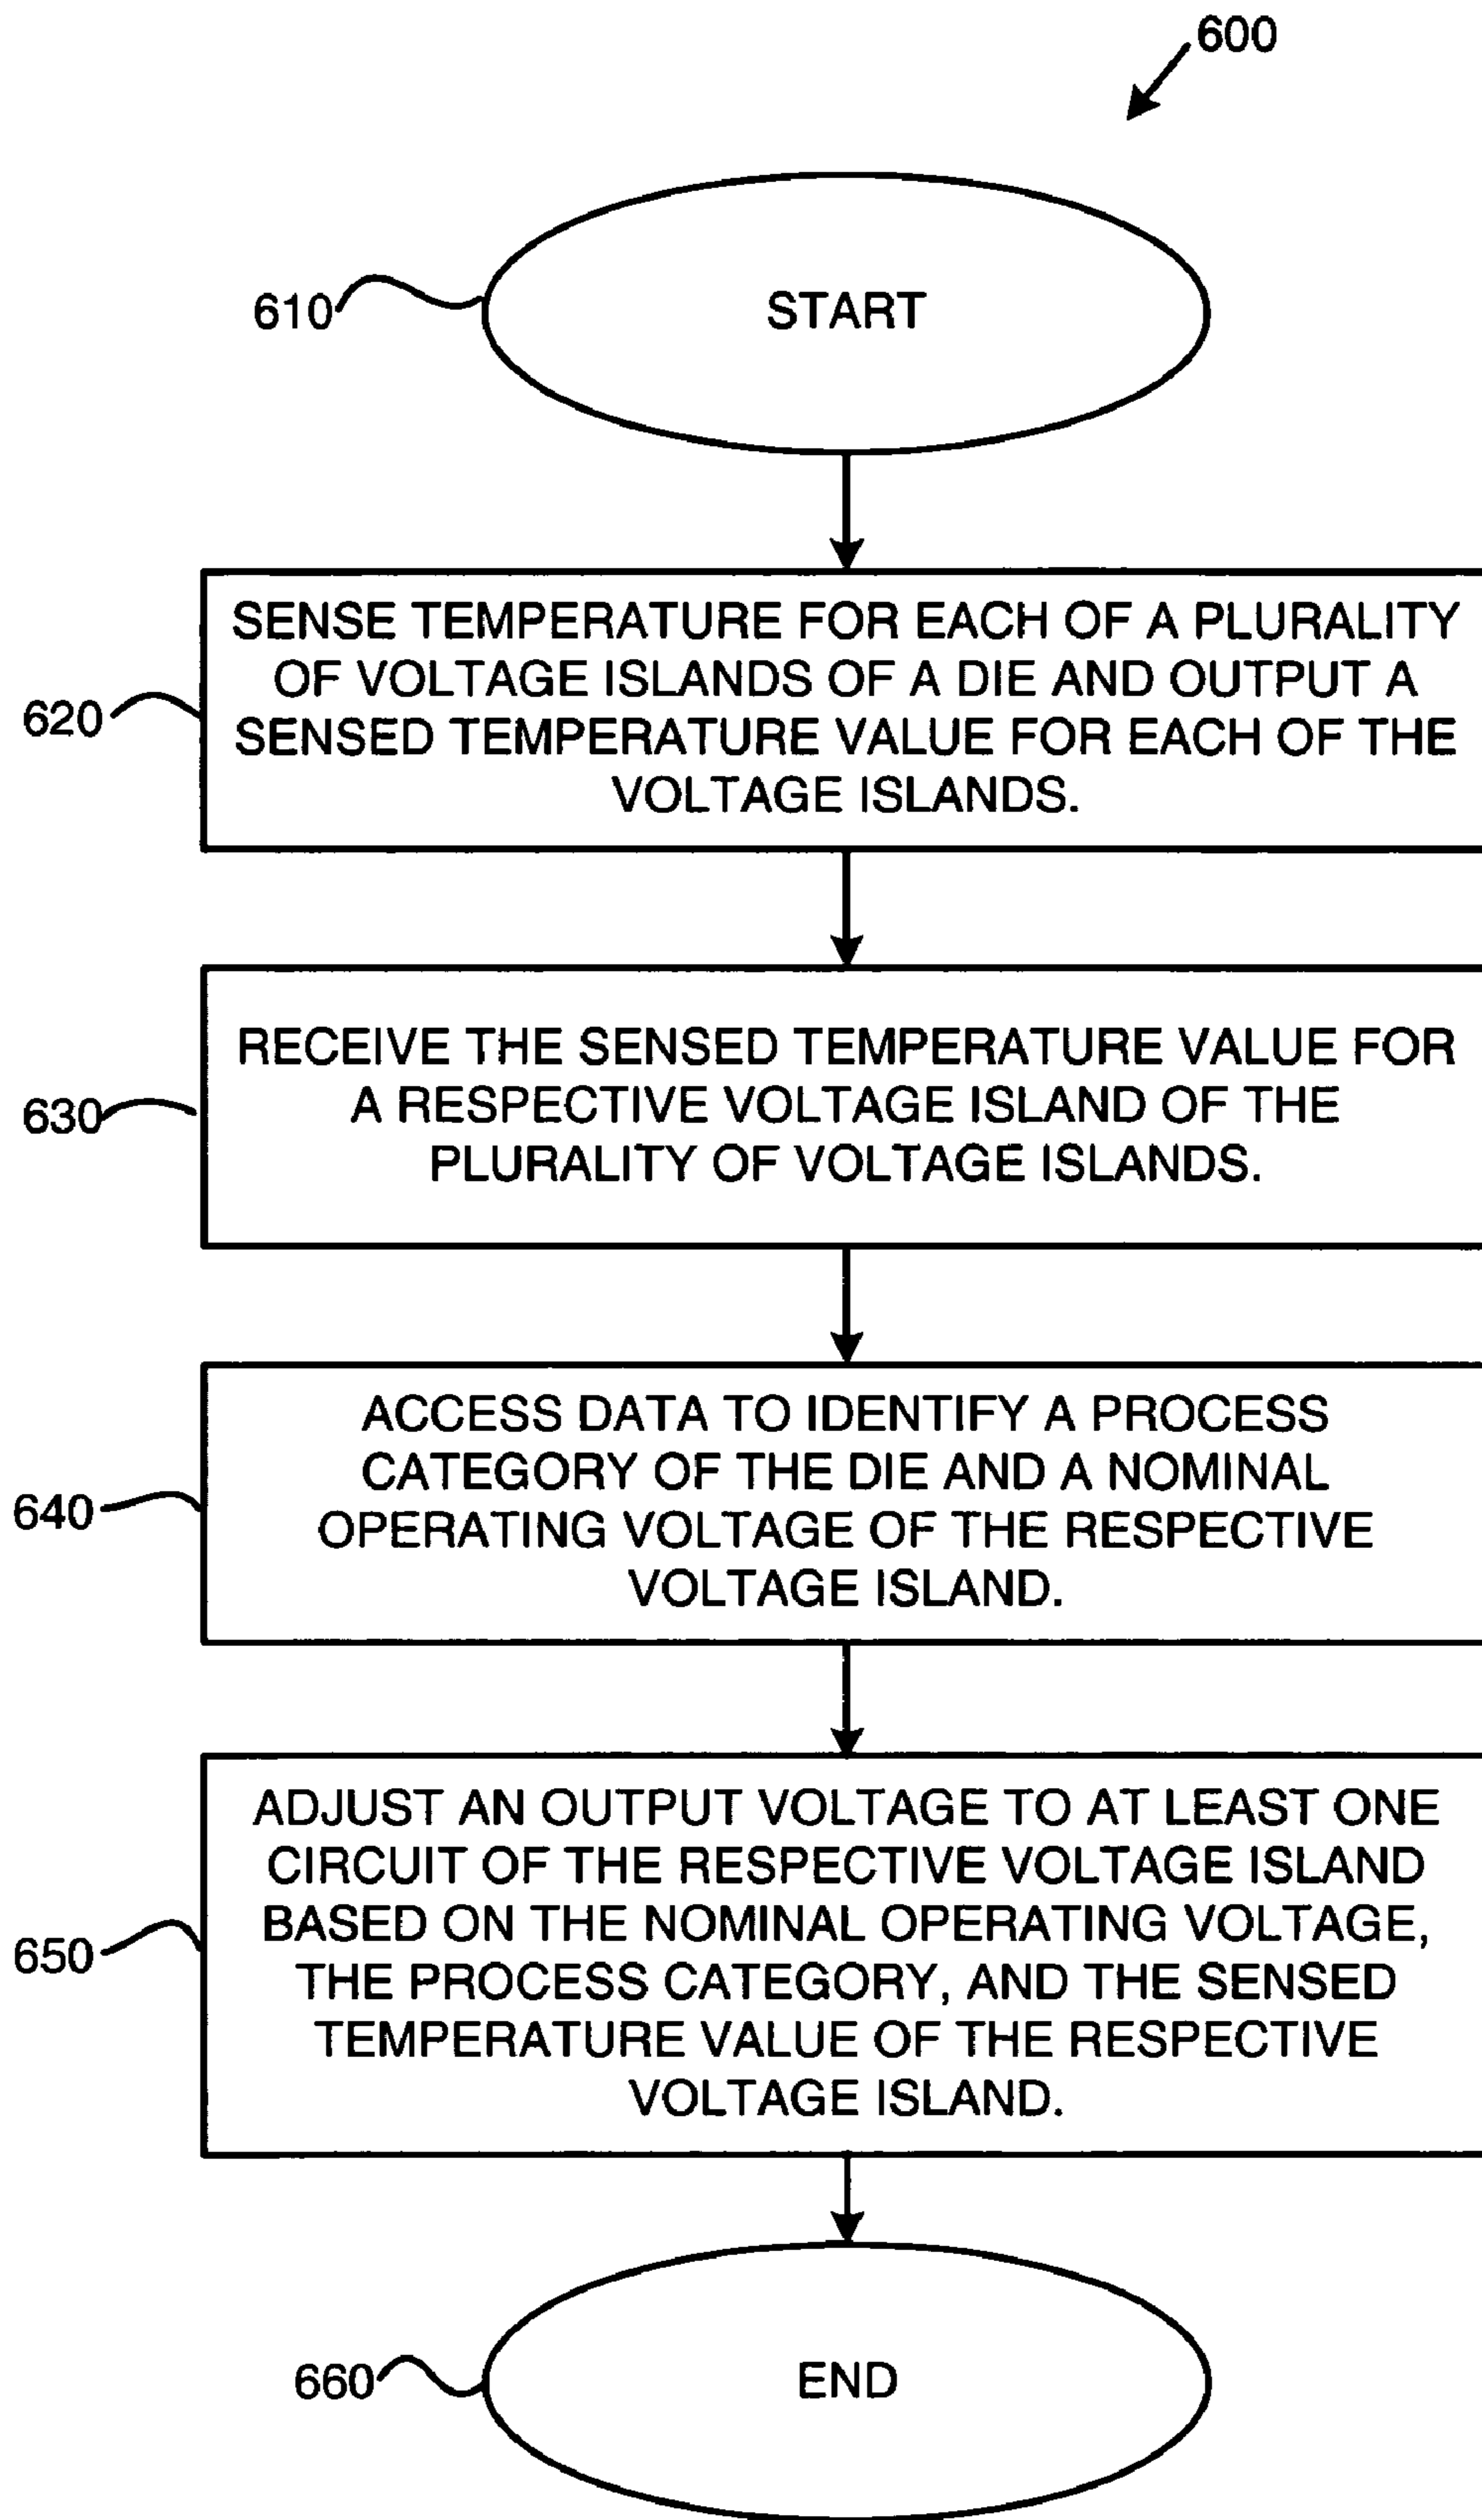 600
610
START
SENSE TEMPERATURE FOR EACH OF A PLURALITY
OF VOLTAGE ISLANDS OF A DIE AND OUTPUT A
SENSED TEMPERATURE VALUE FOR EACH OF THE
VOLTAGE ISLANDS.
620
RECEIVE THE SENSED TEMPERATURE VALUE FOR
A RESPECTIVE VOLTAGE ISLAND OF THE
PLURALITY OF VOLTAGE ISLANDS.
630
ACCESS DATA TO IDENTIFY A PROCESS
CATEGORY OF THE DIE AND A NOMINAL
OPERATING VOLTAGE OF THE RESPECTIVE
VOLTAGE ISLAND.
640
ADJUST AN OUTPUT VOLTAGE TO AT LEAST ONE
CIRCUIT OF THE RESPECTIVE VOLTAGE ISLAND
BASED ON THE NOMINAL OPERATING VOLTAGE,
THE PROCESS CATEGORY, AND THE SENSED
TEMPERATURE VALUE OF THE RESPECTIVE
VOLTAGE ISLAND.
650
660
END